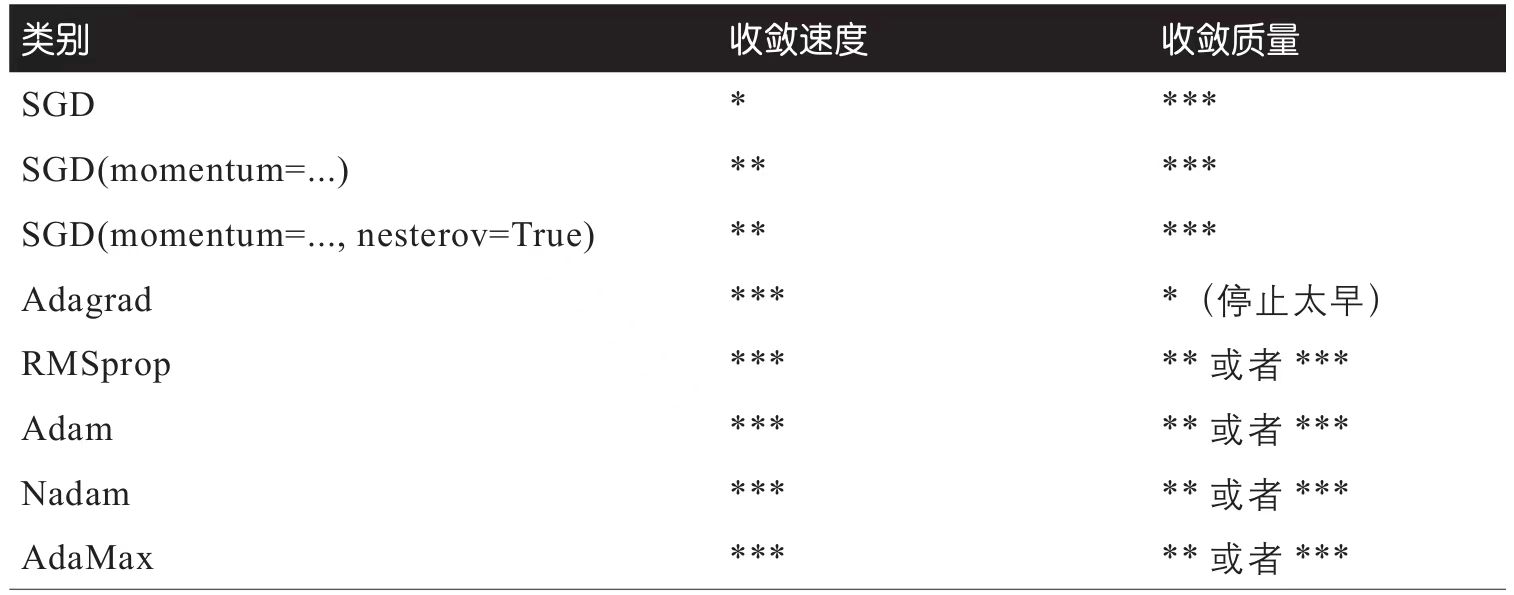 类别 收敛速度 收敛质量
SGD * ***
SGD(momentum=...) ** ***
SGD(momentum=..., nesterov=True) ** ***
Adagrad *** *（停止太早）
RMSprop *** ** 或者 ***
Adam *** ** 或者 ***
Nadam *** ** 或者 ***
AdaMax *** ** 或者 ***